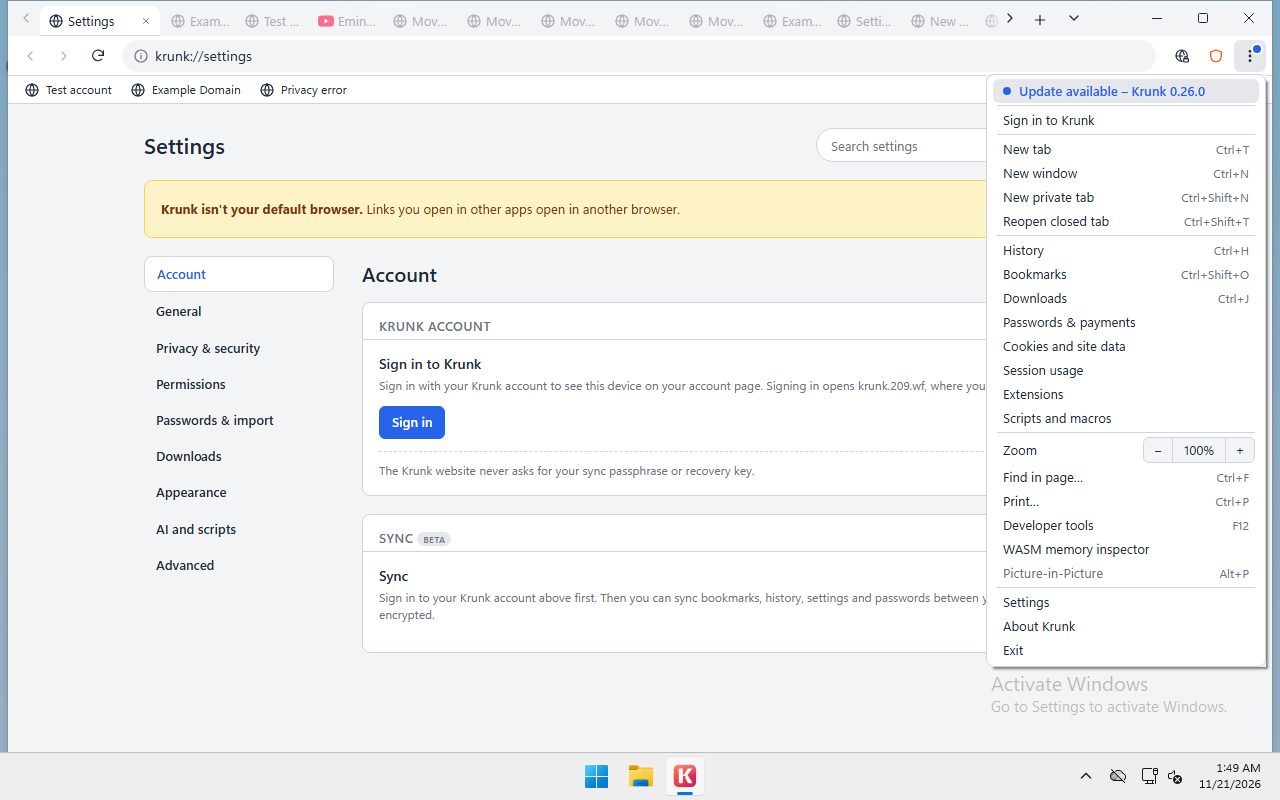 Settings
Exam...
Test ...
Emin...
Mov...
Mov...
Mov...
Mov...
Mov...
Exam...
Setti...
New ...
krunk://settings
Test account
Example Domain
Privacy error
Settings
Search settings
Krunk isn't your default browser. Links you open in other apps open in another browser.
Account
General
Privacy & security
Permissions
Passwords & import
Downloads
Appearance
AI and scripts
Advanced
Account
KRUNK ACCOUNT
Sign in to Krunk
Sign in with your Krunk account to see this device on your account page. Signing in opens krunk.209.wf, where you
Sign in
The Krunk website never asks for your sync passphrase or recovery key.
SYNC BETA
Sync
Sign in to your Krunk account above first. Then you can sync bookmarks, history, settings and passwords between
encrypted.
Update available – Krunk 0.26.0
Sign in to Krunk
New tab Ctrl+T
New window Ctrl+N
New private tab Ctrl+Shift+N
Reopen closed tab Ctrl+Shift+T
History Ctrl+H
Bookmarks Ctrl+Shift+O
Downloads Ctrl+J
Passwords & payments
Cookies and site data
Session usage
Extensions
Scripts and macros
Zoom − 100% +
Find in page... Ctrl+F
Print... Ctrl+P
Developer tools F12
WASM memory inspector
Picture-in-Picture Alt+P
Settings
About Krunk
Exit
Activate Windows
Go to Settings to activate Windows.
K
1:49 AM
11/21/2026